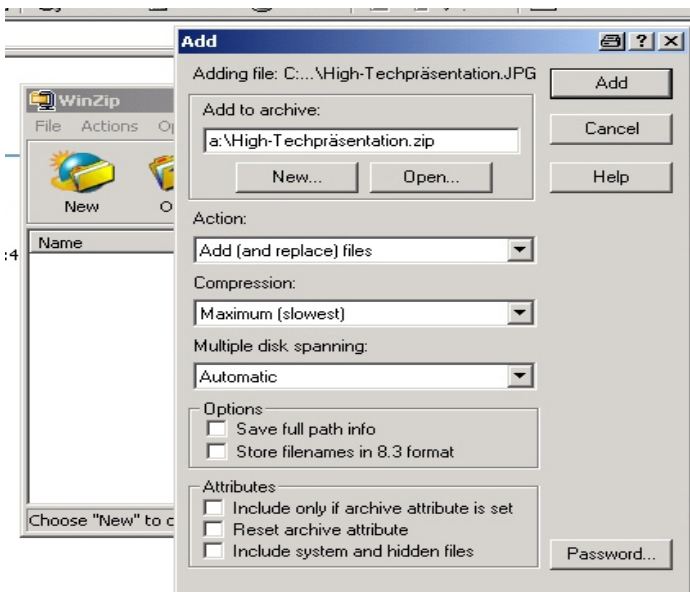 Add
Adding file: C:...\High-Techpräsentation.JPG
Add
WinZip
Add to archive:
File Actions
a:\High-Techpräsentation.zip
Cancel
New... Open...
Help
New
Action:
Name
Add (and replace) files
:4
Compression:
Maximum (slowest)
Multiple disk spanning:
Automatic
Options
Save full path info
Store filenames in 8.3 format
Attributes
Include only if archive attribute is set
Choose "New" to c
Reset archive attribute
Include system and hidden files
Password...